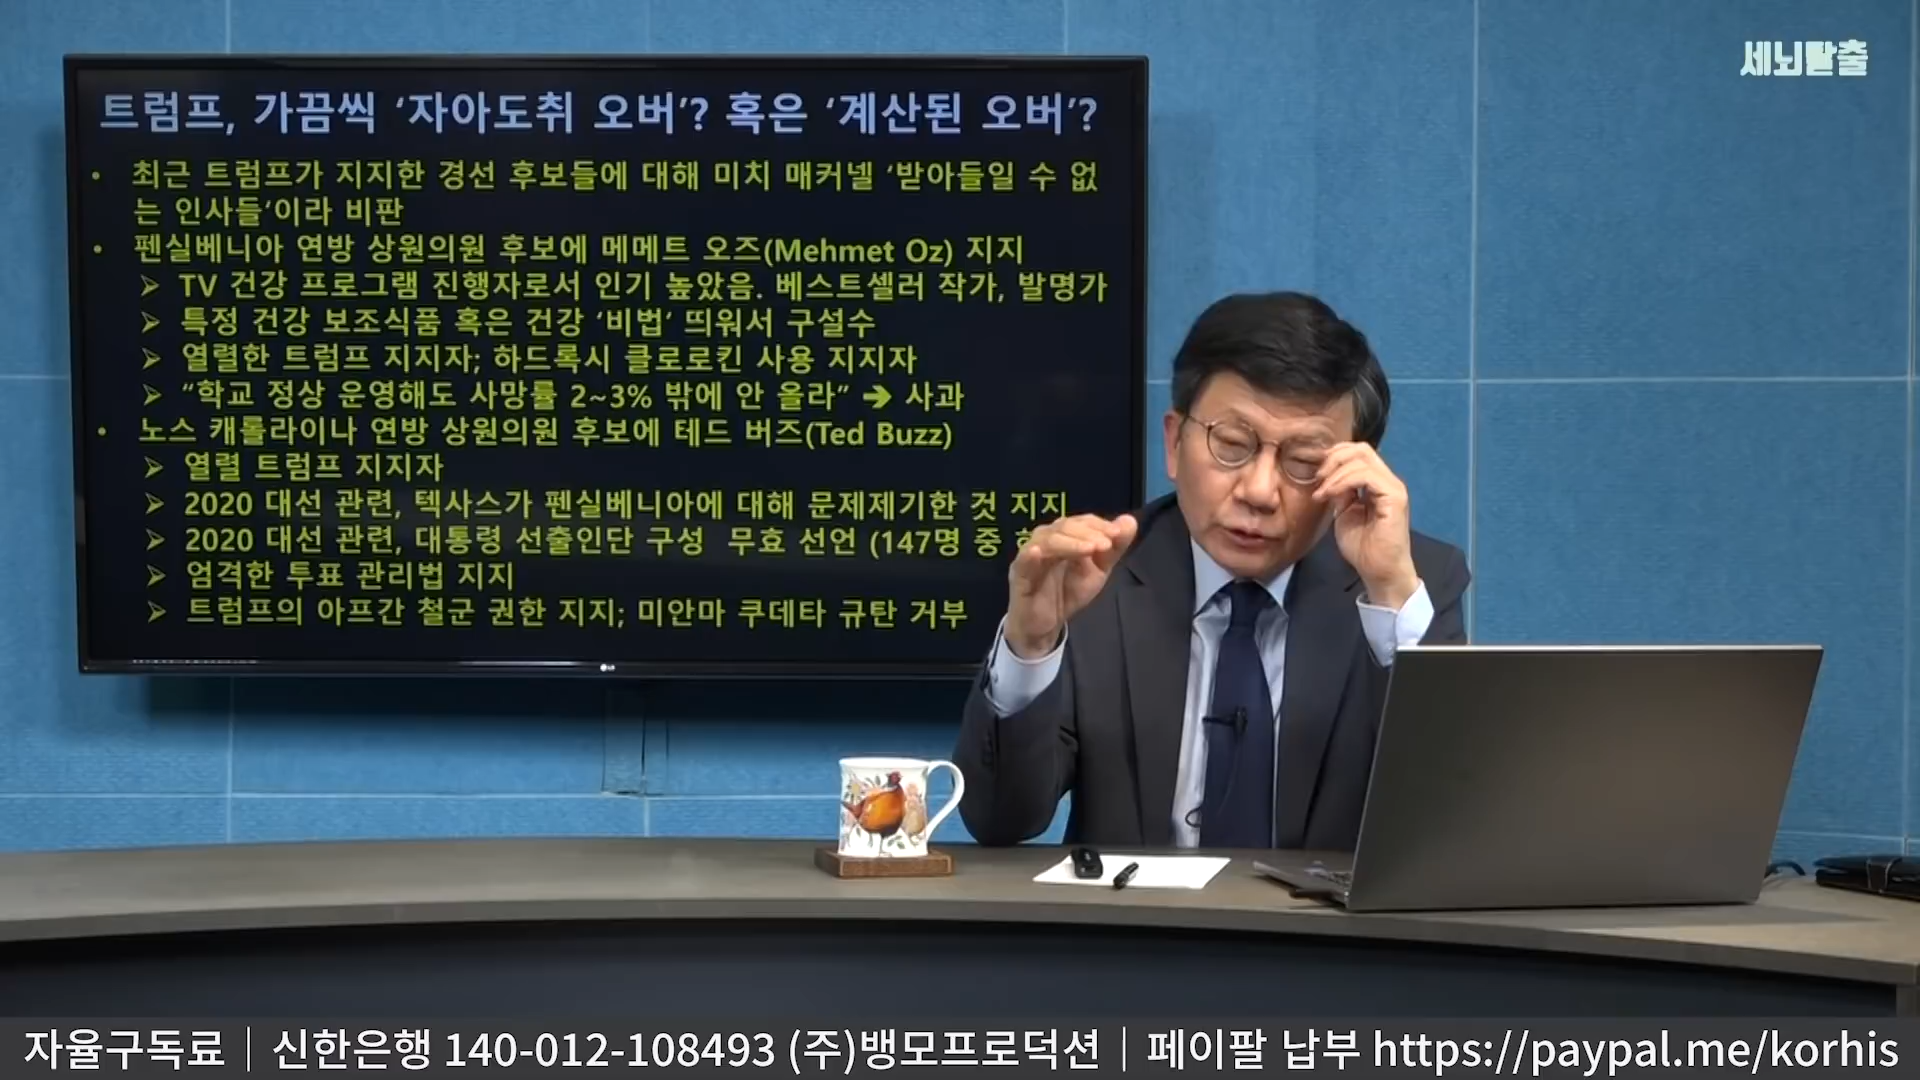 세뇌탈출
트럼프, 가끔씩 ‘자아도취 오버’? 혹은 ‘계산된 오버’?
• 최근 트럼프가 지지한 경선 후보들에 대해 미치 매커넬 ‘받아들일 수 없
는 인사들’이라 비판
• 펜실베니아 연방 상원의원 후보에 메메트 오즈(Mehmet Oz) 지지
➢ TV 건강 프로그램 진행자로서 인기 높았음. 베스트셀러 작가, 발명가
➢ 특정 건강 보조식품 혹은 건강 ‘비법‘ 띄워서 구설수
➢ 열렬한 트럼프 지지자; 하드록시 클로로킨 사용 지지자
➢ “학교 정상 운영해도 사망률 2~3% 밖에 안 올라” ➔ 사과
• 노스 캐롤라이나 연방 상원의원 후보에 테드 버즈(Ted Buzz)
➢ 열렬 트럼프 지지자
➢ 2020 대선 관련, 텍사스가 펜실베니아에 대해 문제제기한 것 지지
➢ 2020 대선 관련, 대통령 선출인단 구성 무효 선언 (147명 중
➢ 엄격한 투표 관리법 지지
➢ 트럼프의 아프간 철군 권한 지지; 미안마 쿠데타 규탄 거부
LG
자율구독료│신한은행 140-012-108493 (주)뱅모프로덕션│페이팔 납부 https://paypal.me/korhis